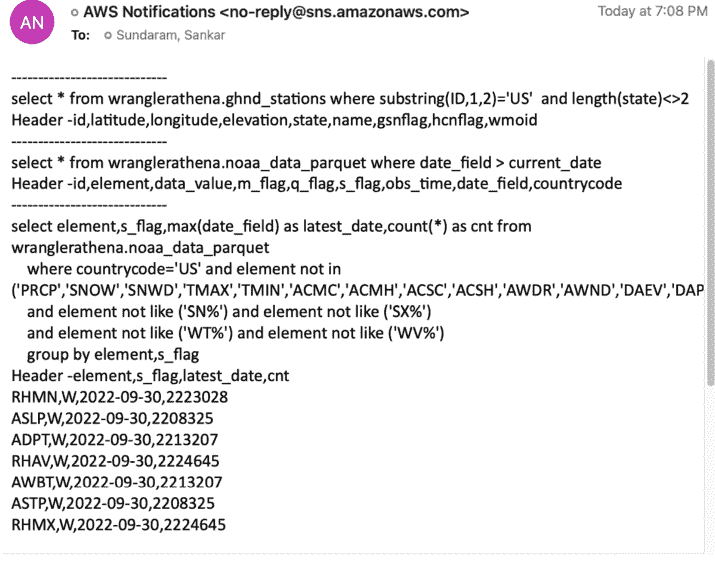 AN
AWS Notifications <no-reply@sns.amazonaws.com>
Today at 7:08 PM
To: Sundaram, Sankar
------------------------------
select * from wranglerathena.ghnd_stations where substring(ID,1,2)='US'  and length(state)<>2
Header -id,latitude,longitude,elevation,state,name,gsnflag,hcnflag,wmoid
------------------------------
select * from wranglerathena.noaa_data_parquet where date_field > current_date
Header -id,element,data_value,m_flag,q_flag,s_flag,obs_time,date_field,countrycode
------------------------------
select element,s_flag,max(date_field) as latest_date,count(*) as cnt from
wranglerathena.noaa_data_parquet
where countrycode='US' and element not in
('PRCP','SNOW','SNWD','TMAX','TMIN','ACMC','ACMH','ACSC','ACSH','AWDR','AWND','DAEV','DAP
and element not like ('SN%') and element not like ('SX%')
and element not like ('WT%') and element not like ('WV%')
group by element,s_flag
Header -element,s_flag,latest_date,cnt
RHMN,W,2022-09-30,2223028
ASLP,W,2022-09-30,2208325
ADPT,W,2022-09-30,2213207
RHAV,W,2022-09-30,2224645
AWBT,W,2022-09-30,2213207
ASTP,W,2022-09-30,2208325
RHMX,W,2022-09-30,2224645